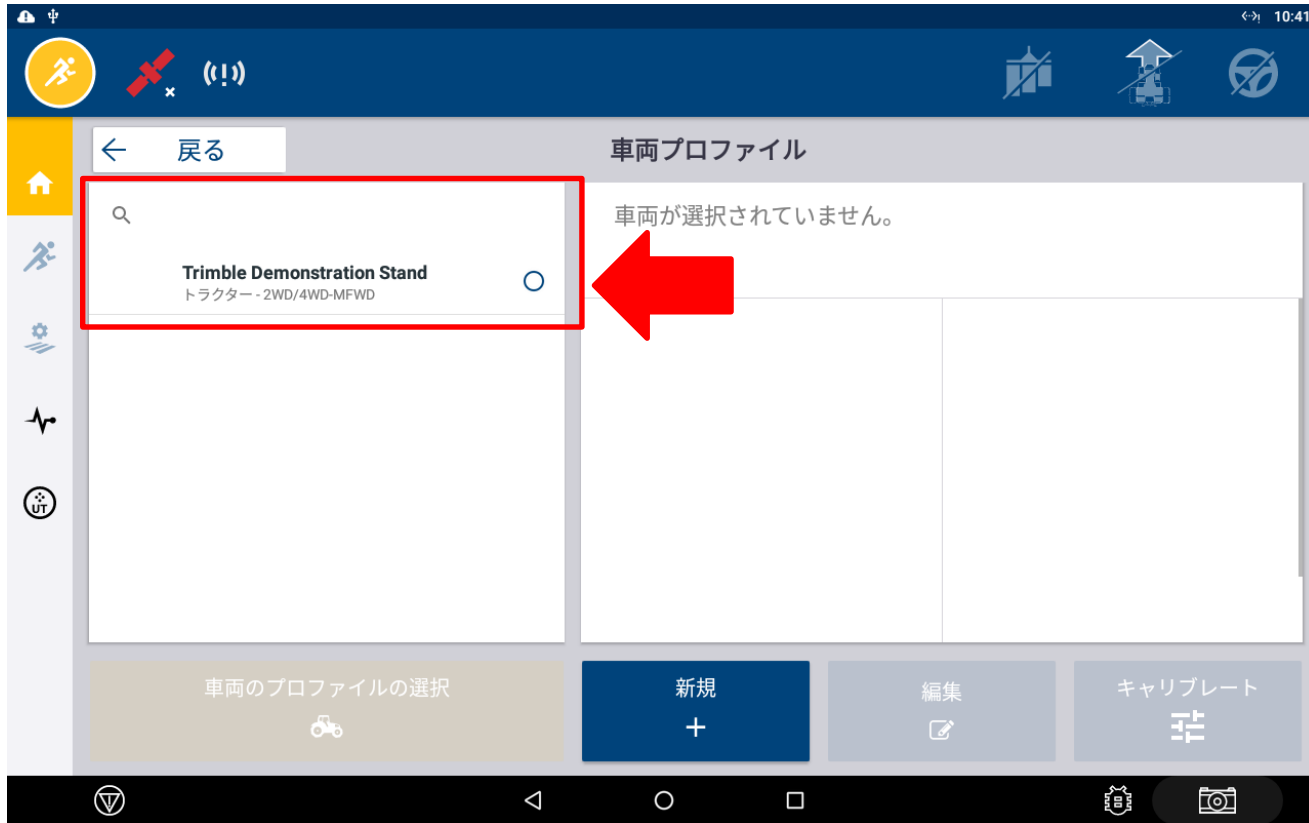 10:41
戻る
車両プロファイル
車両が選択されていません。
Trimble Demonstration Stand
トラクター - 2WD/4WD-MFWD
UT
車両のプロファイルの選択
新規
編集
キャリブレート